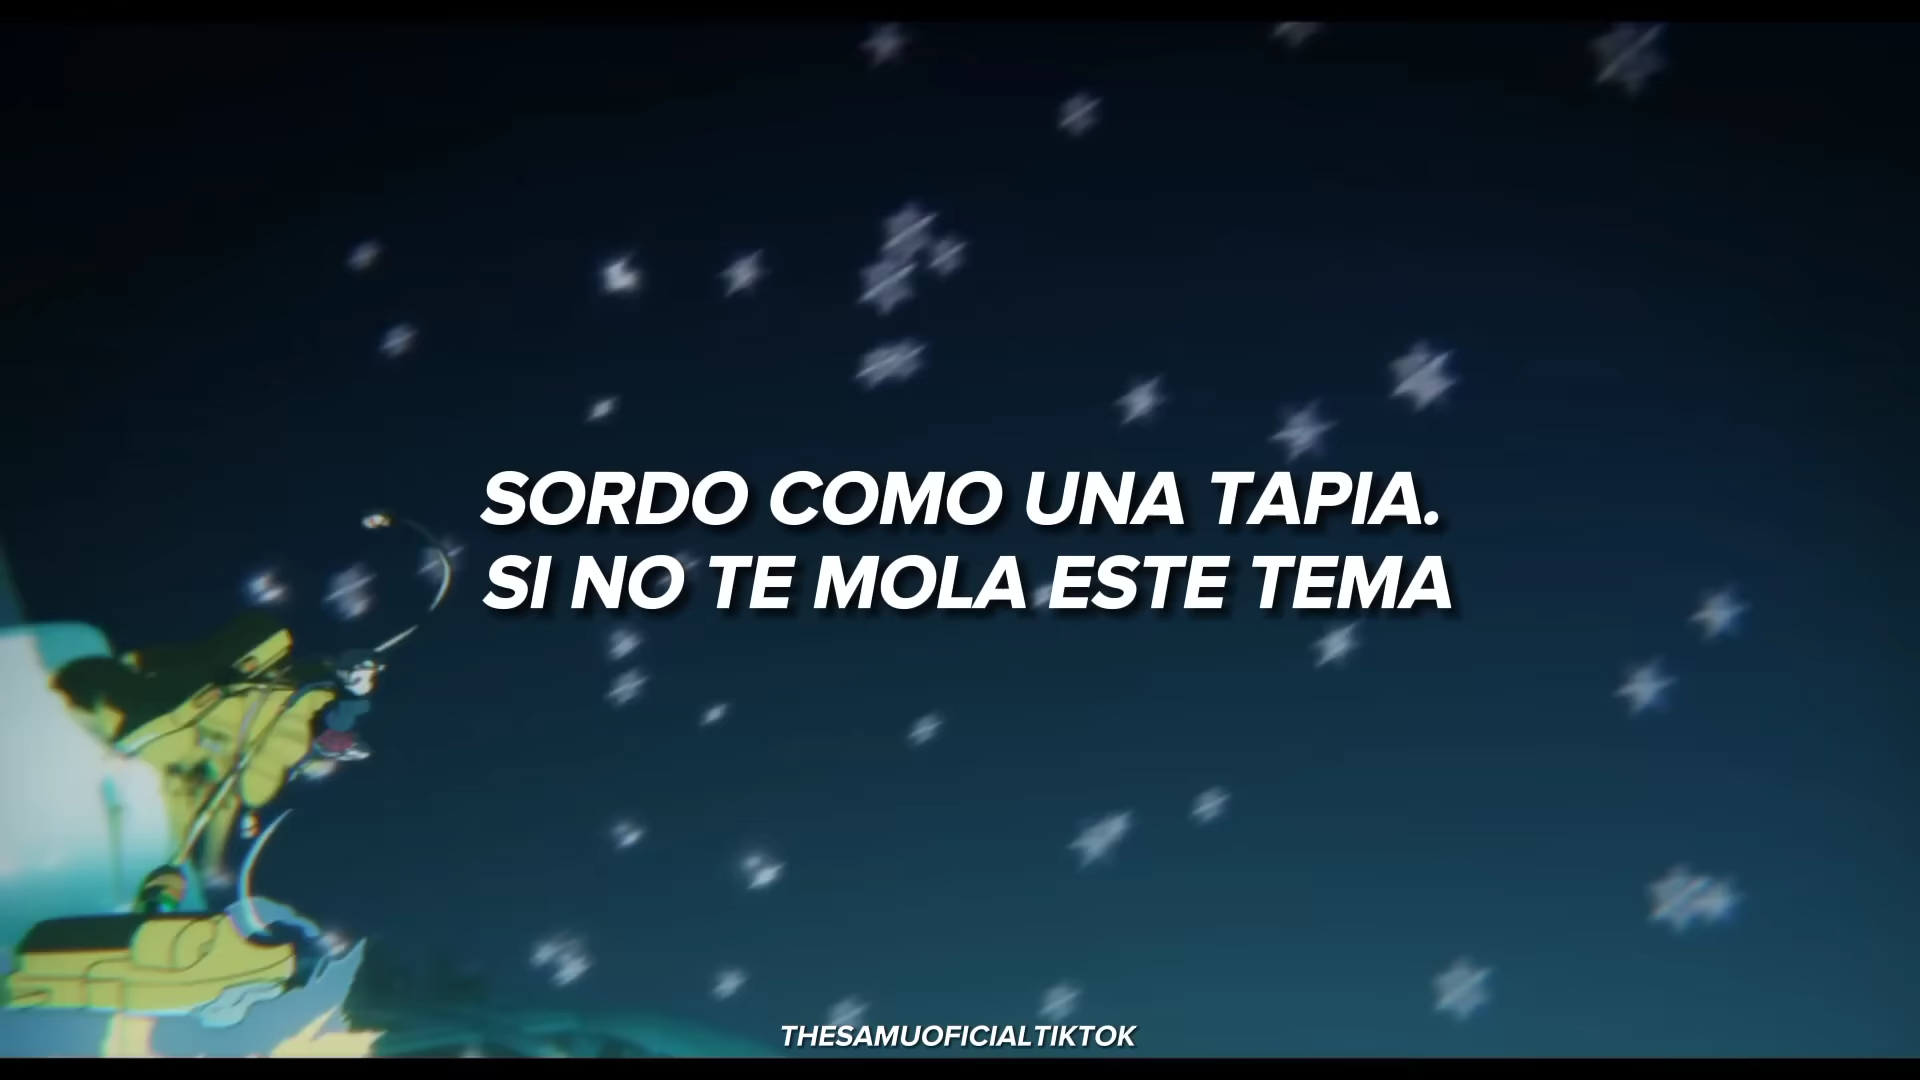 SORDO COMO UNA TAPIA.
SI NO TE MOLA ESTE TEMA
THESAMUOFICIALTIKTOK